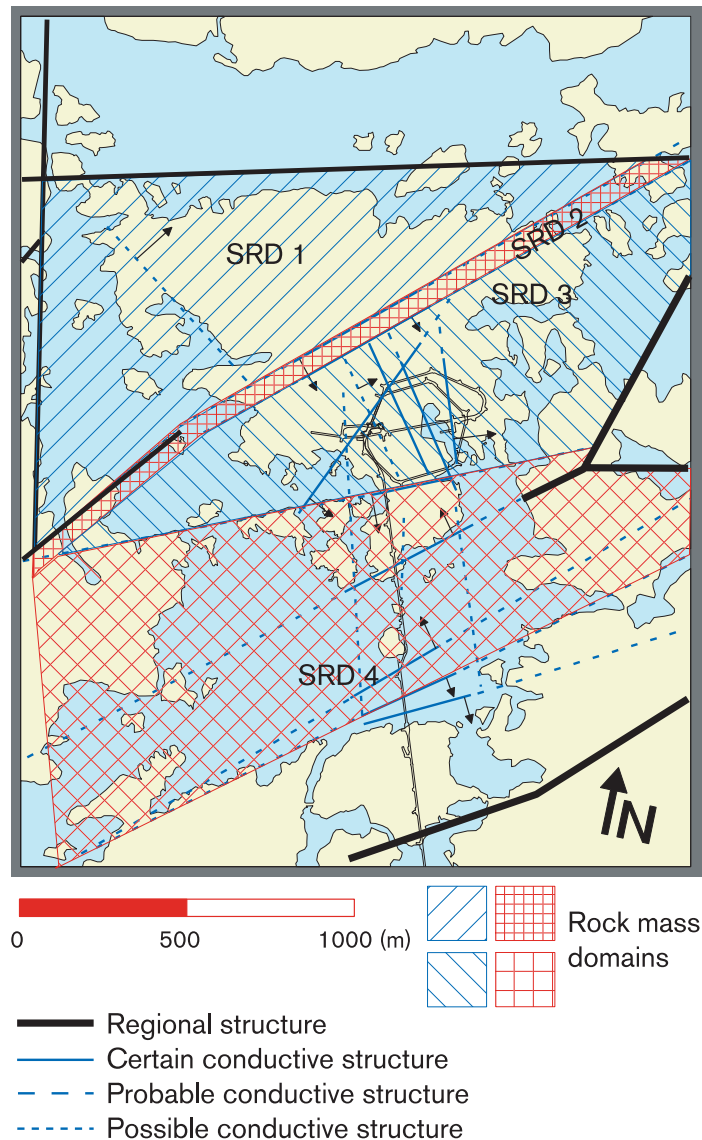 SRD 1
SRD 2
SRD 3
SRD 4
N
0 500 1000 (m)
Rock mass
domains
Regional structure
Certain conductive structure
Probable conductive structure
Possible conductive structure